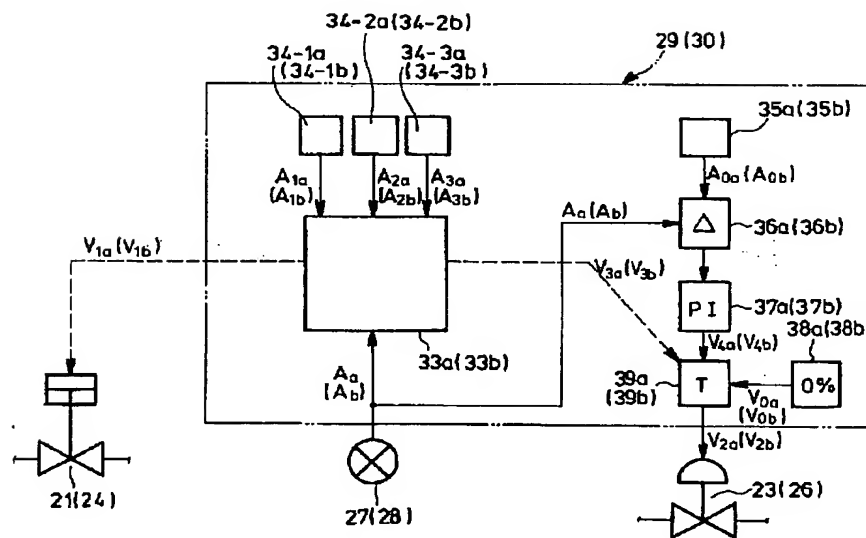 34-2a(34-2b)
34-1a
(34-1b)
34-3a
(34-3b)
29(30)
35a(35b)
A1a
(A1b)
A2a
(A2b)
A3a
(A3b)
A0a(A0b)
Aa(Ab)
Δ
36a(36b)
V1a(V1b)
V3a(V3b)
PI
37a(37b)
33a(33b)
V4a(V4b)
38a(38b)
Aa
(Ab)
39a
(39b)
T
0%
V0a
(V0b)
V2a(V2b)
21(24)
27(28)
23(26)